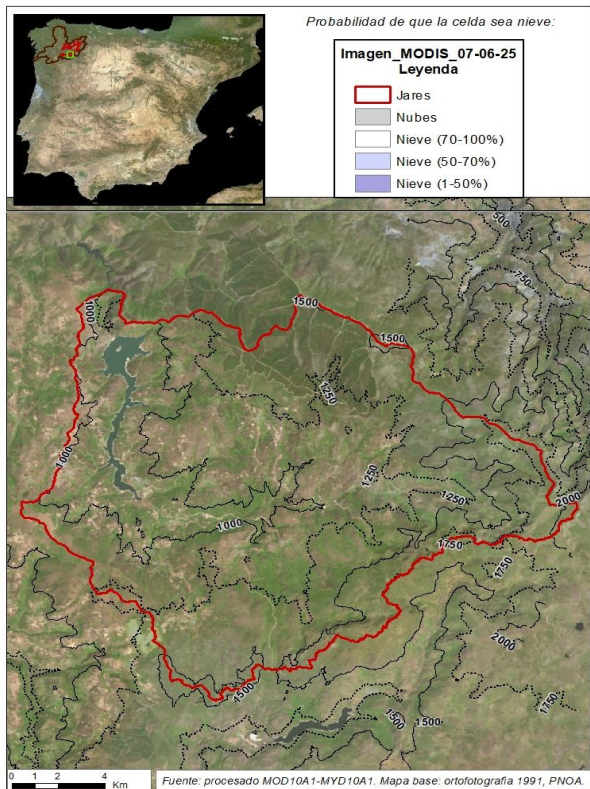 Probabilidad de que la celda sea nieve:
Imagen_MODIS_07-06-25
Leyenda
Jares
Nubes
Nieve (70-100%)
Nieve (50-70%)
Nieve (1-50%)
500
750
1000
1500
1500
1250
1250
1000
1250
2000
1000
1750
1750
2000
1500
1750
1500
1500
0 1 2 4
Km
Fuente: procesado MOD10A1-MYD10A1. Mapa base: ortofotografia 1991, PNOA.